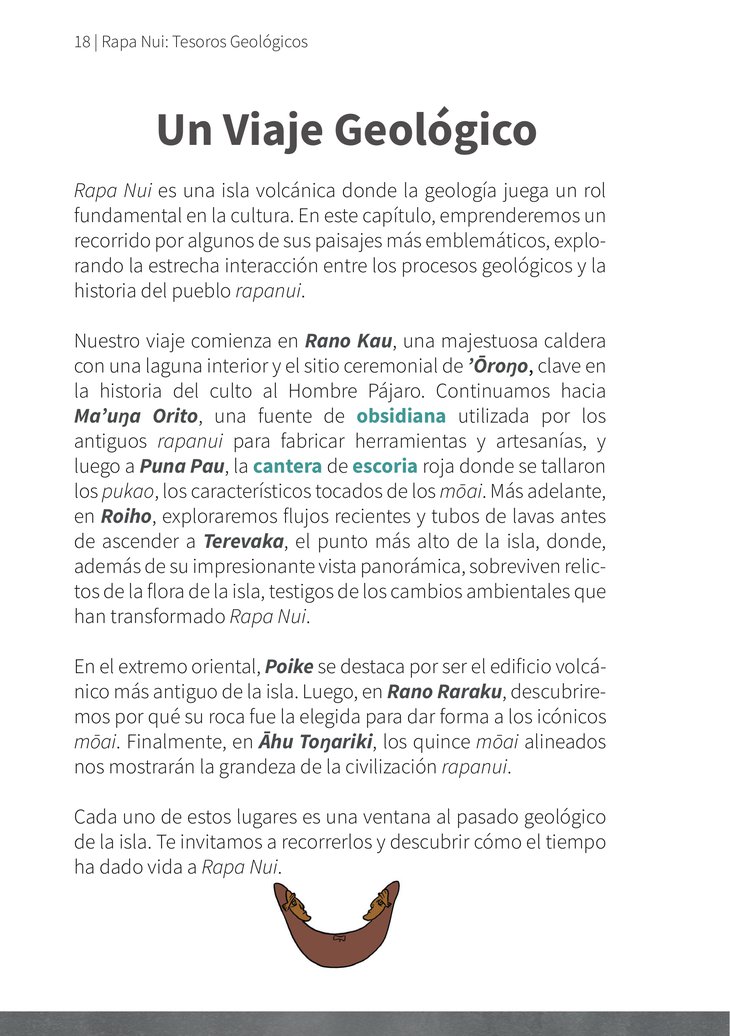 18 | Rapa Nui: Tesoros Geológicos
Un Viaje Geológico
Rapa Nui es una isla volcánica donde la geología juega un rol
fundamental en la cultura. En este capítulo, emprenderemos un
recorrido por algunos de sus paisajes más emblemáticos, explo-
rando la estrecha interacción entre los procesos geológicos y la
historia del pueblo rapanui.
Nuestro viaje comienza en Rano Kau, una majestuosa caldera
con una laguna interior y el sitio ceremonial de ’Ōroŋo, clave en
la historia del culto al Hombre Pájaro. Continuamos hacia
Ma’uŋa Orito, una fuente de obsidiana utilizada por los
antiguos rapanui para fabricar herramientas y artesanías, y
luego a Puna Pau, la cantera de escoria roja donde se tallaron
los pukao, los característicos tocados de los mōai. Más adelante,
en Roiho, exploraremos flujos recientes y tubos de lavas antes
de ascender a Terevaka, el punto más alto de la isla, donde,
además de su impresionante vista panorámica, sobreviven relic-
tos de la flora de la isla, testigos de los cambios ambientales que
han transformado Rapa Nui.
En el extremo oriental, Poike se destaca por ser el edificio volcá-
nico más antiguo de la isla. Luego, en Rano Raraku, descubrire-
mos por qué su roca fue la elegida para dar forma a los icónicos
mōai. Finalmente, en Āhu Toŋariki, los quince mōai alineados
nos mostrarán la grandeza de la civilización rapanui.
Cada uno de estos lugares es una ventana al pasado geológico
de la isla. Te invitamos a recorrerlos y descubrir cómo el tiempo
ha dado vida a Rapa Nui.